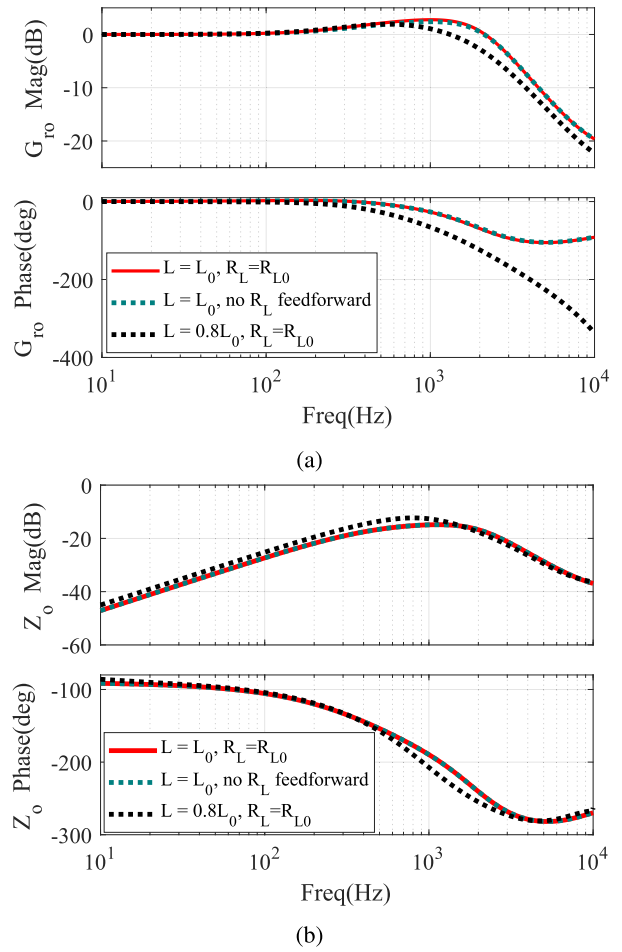 G_ro Mag(dB)
0
-10
-20
G_ro Phase(deg)
0
-200
-400
L = L_0, R_L=R_L0
L = L_0, no R_L feedforward
L = 0.8L_0, R_L=R_L0
10^1
10^2
10^3
10^4
Freq(Hz)
(a)
Z_o Mag(dB)
0
-20
-40
-60
Z_o Phase(deg)
-100
-200
-300
L = L_0, R_L=R_L0
L = L_0, no R_L feedforward
L = 0.8L_0, R_L=R_L0
10^1
10^2
10^3
10^4
Freq(Hz)
(b)